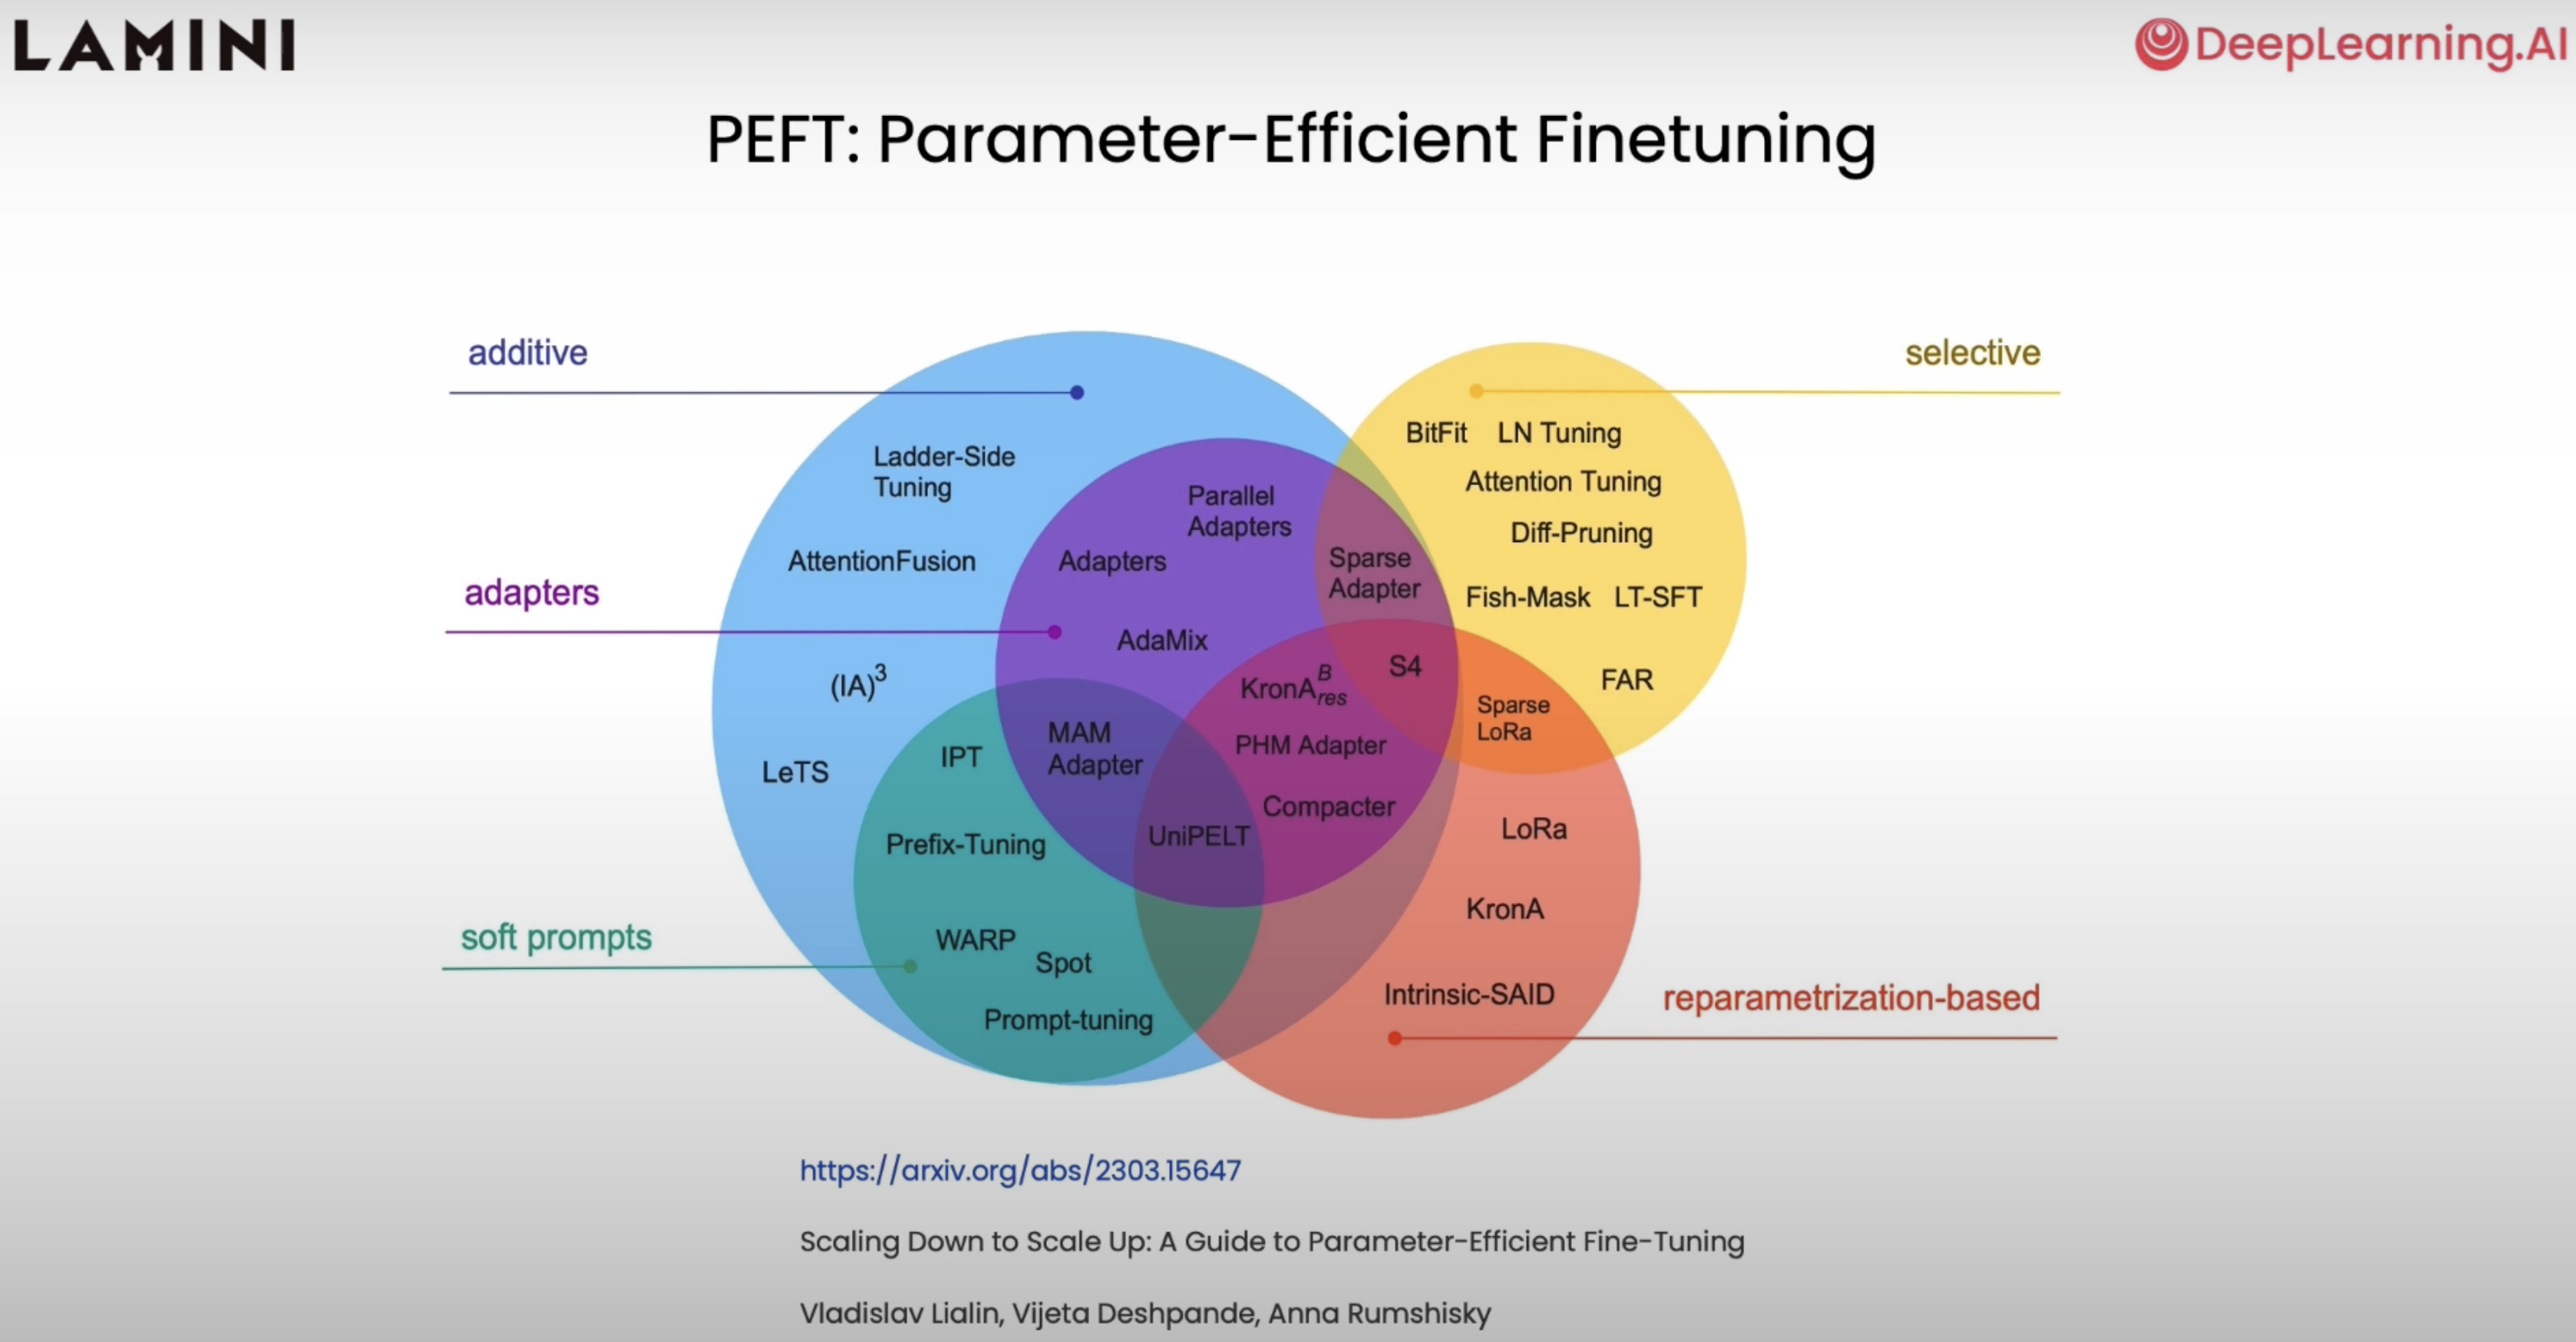 LAMINI
DeepLearning.AI
PEFT: Parameter-Efficient Finetuning
additive
selective
adapters
soft prompts
reparametrization-based
Ladder-Side
Tuning
AttentionFusion
(IA)³
LeTS
Parallel
Adapters
Adapters
AdaMix
Sparse
Adapter
BitFit LN Tuning
Attention Tuning
Diff-Pruning
Fish-Mask LT-SFT
FAR
S4
KronA^B_res
PHM Adapter
Compacter
Sparse
LoRa
MAM
Adapter
UniPELT
IPT
Prefix-Tuning
WARP
Spot
Prompt-tuning
LoRa
KronA
Intrinsic-SAID
https://arxiv.org/abs/2303.15647
Scaling Down to Scale Up: A Guide to Parameter-Efficient Fine-Tuning
Vladislav Lialin, Vijeta Deshpande, Anna Rumshisky